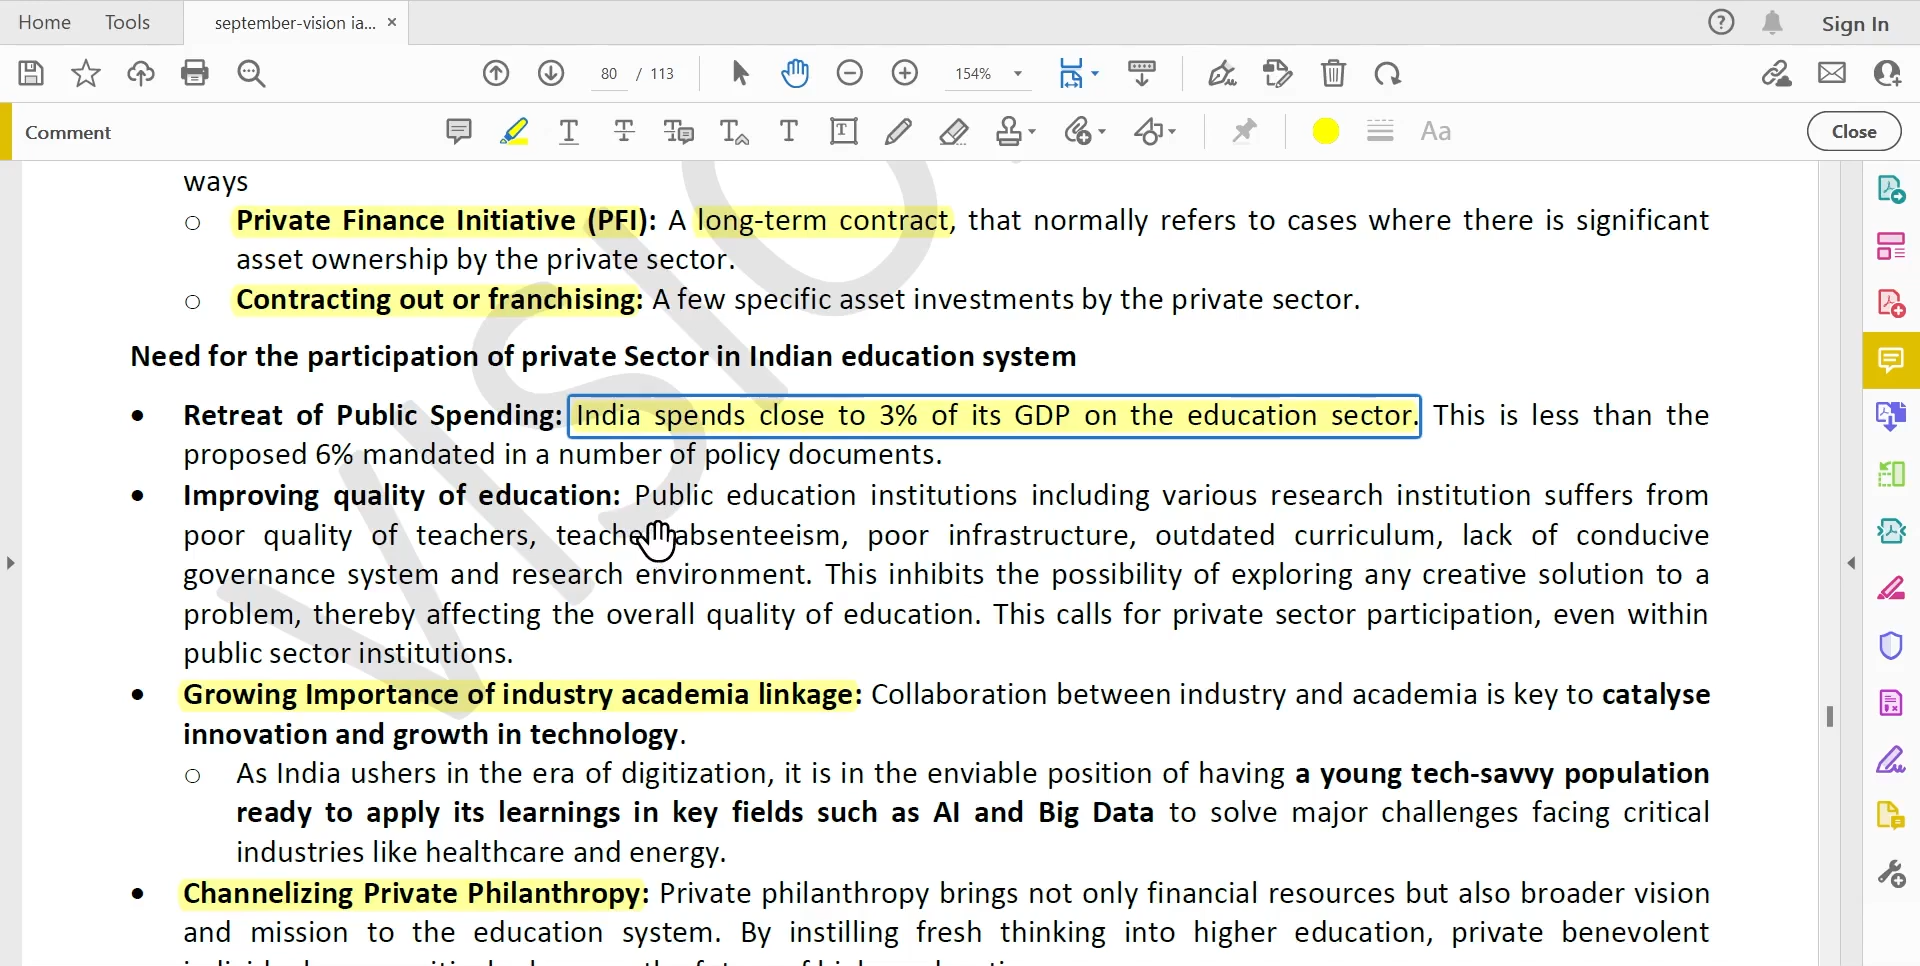 Home Tools september-vision ia... × Sign In
80 / 113 154%
Comment Aa Close
ways
○ Private Finance Initiative (PFI): A long-term contract, that normally refers to cases where there is significant
asset ownership by the private sector.
○ Contracting out or franchising: A few specific asset investments by the private sector.
Need for the participation of private Sector in Indian education system
• Retreat of Public Spending: India spends close to 3% of its GDP on the education sector. This is less than the
proposed 6% mandated in a number of policy documents.
• Improving quality of education: Public education institutions including various research institution suffers from
poor quality of teachers, absenteeism, poor infrastructure, outdated curriculum, lack of conducive
governance system and research environment. This inhibits the possibility of exploring any creative solution to a
problem, thereby affecting the overall quality of education. This calls for private sector participation, even within
public sector institutions.
• Growing Importance of industry academia linkage: Collaboration between industry and academia is key to catalyse
innovation and growth in technology.
○ As India ushers in the era of digitization, it is in the enviable position of having a young tech-savvy population
ready to apply its learnings in key fields such as AI and Big Data to solve major challenges facing critical
industries like healthcare and energy.
• Channelizing Private Philanthropy: Private philanthropy brings not only financial resources but also broader vision
and mission to the education system. By instilling fresh thinking into higher education, private benevolent